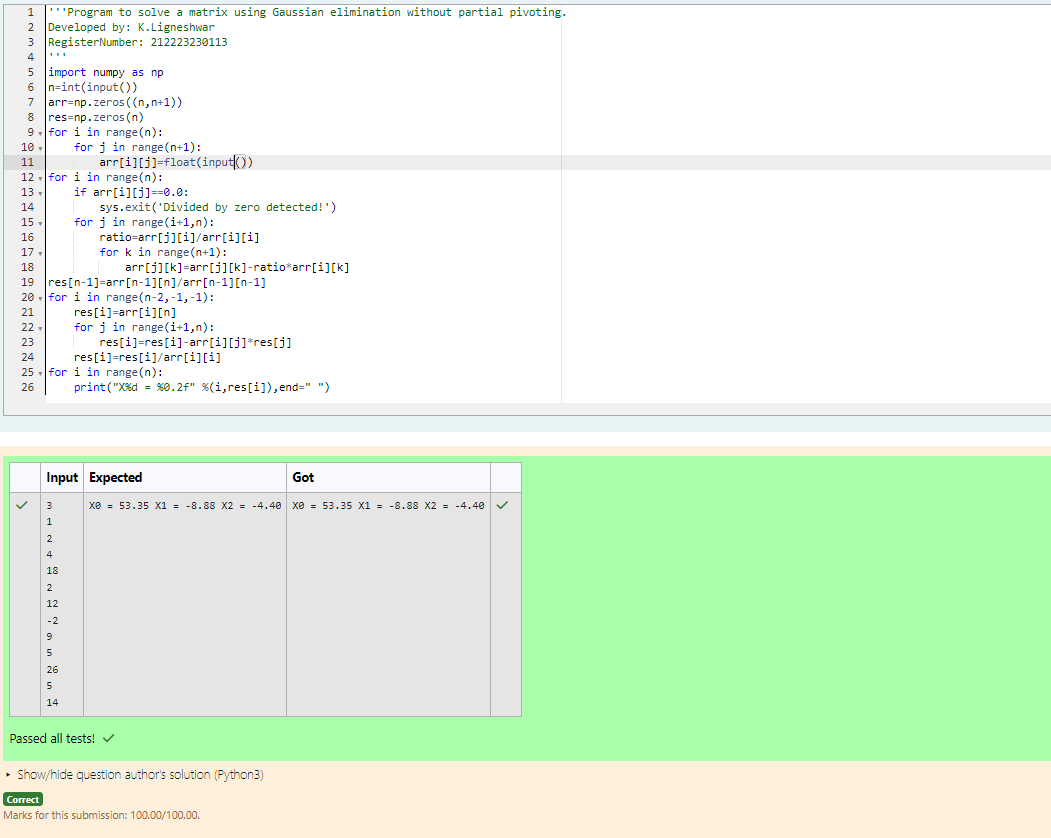 1 '''Program to solve a matrix using Gaussian elimination without partial pivoting.
2 Developed by: K.Ligneshwar
3 RegisterNumber: 212223230113
4 '''
5 import numpy as np
6 n=int(input())
7 arr=np.zeros((n,n+1))
8 res=np.zeros(n)
9 for i in range(n):
10     for j in range(n+1):
11         arr[i][j]=float(input())
12 for i in range(n):
13     if arr[i][j]==0.0:
14         sys.exit('Divided by zero detected!')
15     for j in range(i+1,n):
16         ratio=arr[j][i]/arr[i][i]
17         for k in range(n+1):
18             arr[j][k]=arr[j][k]-ratio*arr[i][k]
19 res[n-1]=arr[n-1][n]/arr[n-1][n-1]
20 for i in range(n-2,-1,-1):
21     res[i]=arr[i][n]
22     for j in range(i+1,n):
23         res[i]=res[i]-arr[i][j]*res[j]
24     res[i]=res[i]/arr[i][i]
25 for i in range(n):
26     print("X%d = %0.2f" %(i,res[i]),end=" ")
Input Expected Got
3 X0 = 53.35 X1 = -8.88 X2 = -4.40 X0 = 53.35 X1 = -8.88 X2 = -4.40
1
2
4
18
2
12
-2
9
5
26
5
14
Passed all tests!
Show/hide question author's solution (Python3)
Correct
Marks for this submission: 100.00/100.00.